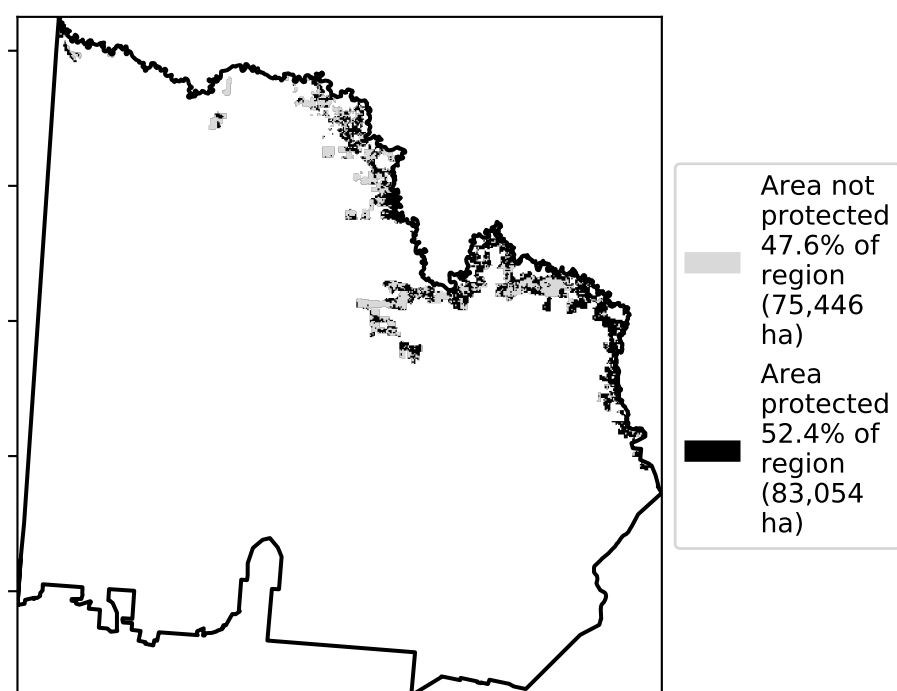 Area not
protected
47.6% of
region
(75,446
ha)
Area
protected
52.4% of
region
(83,054
ha)